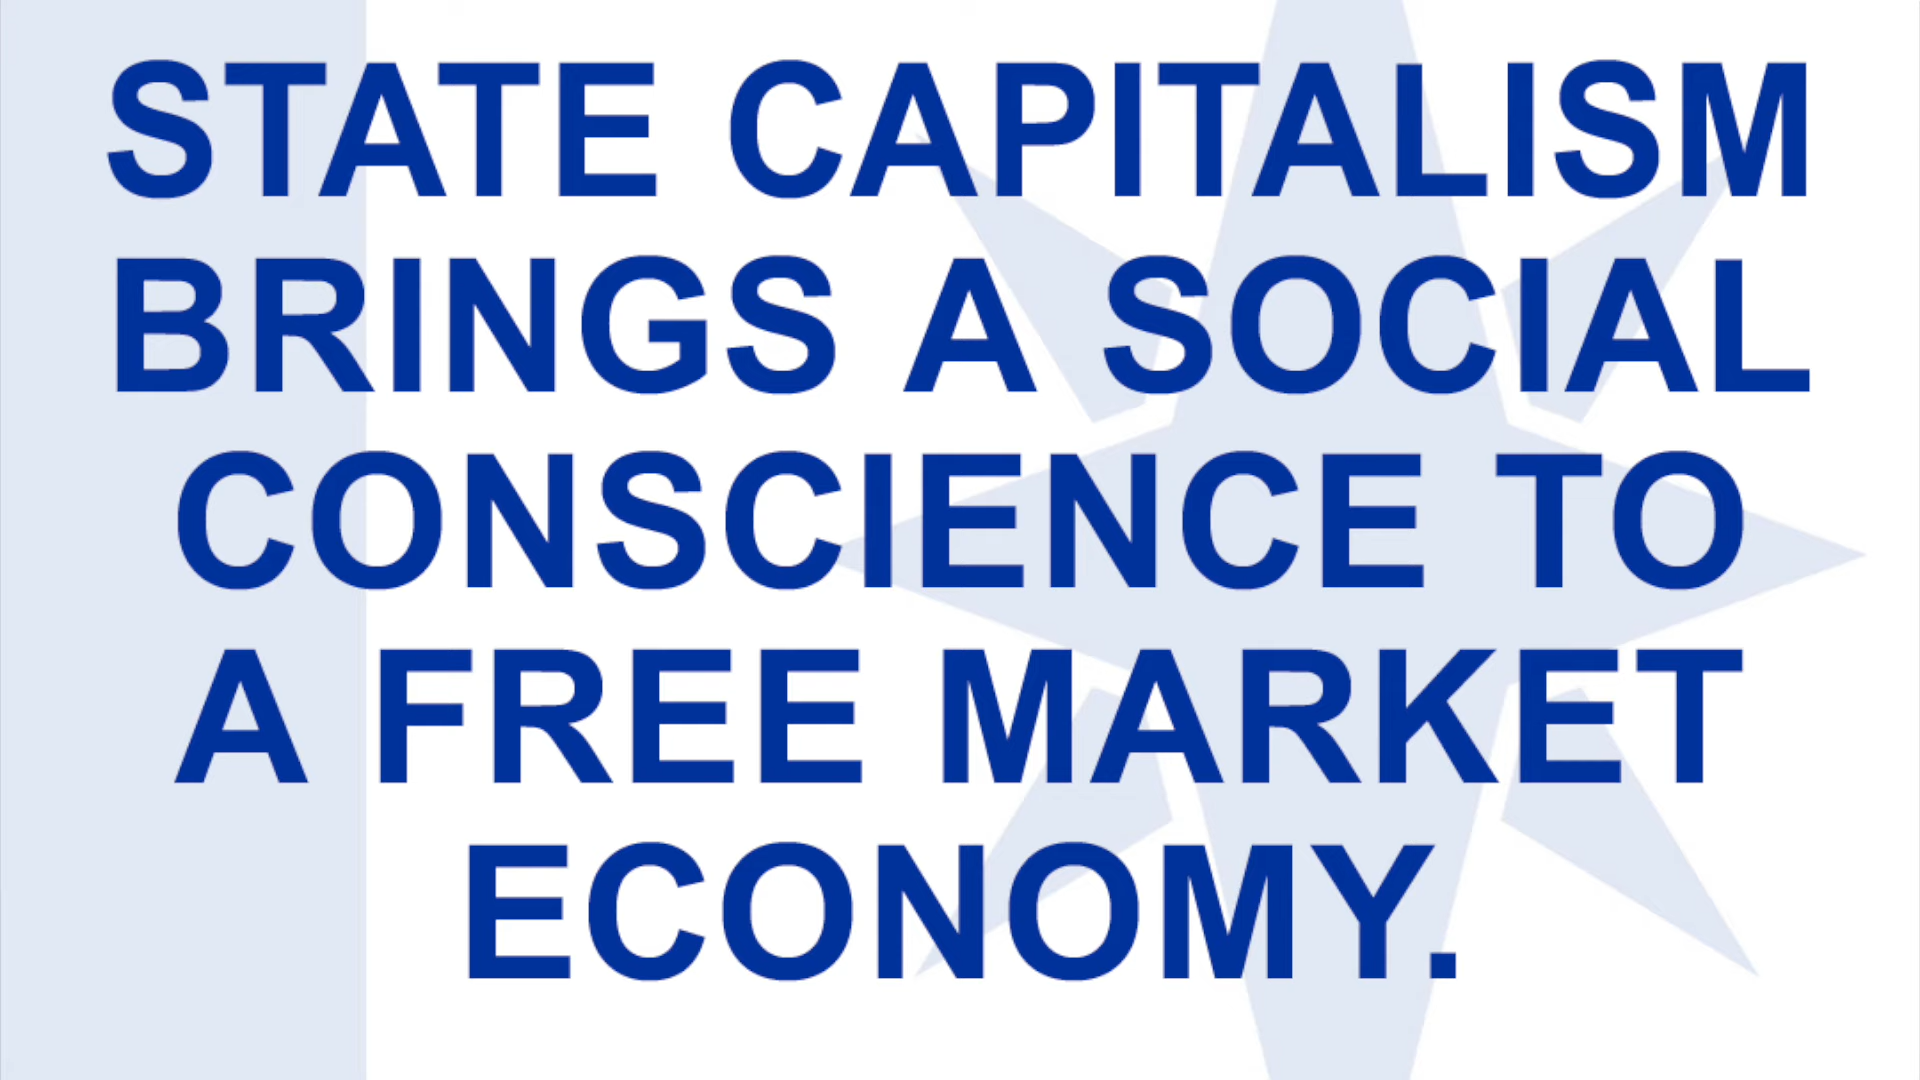 STATE CAPITALISM
BRINGS A SOCIAL
CONSCIENCE TO
A FREE MARKET
ECONOMY.